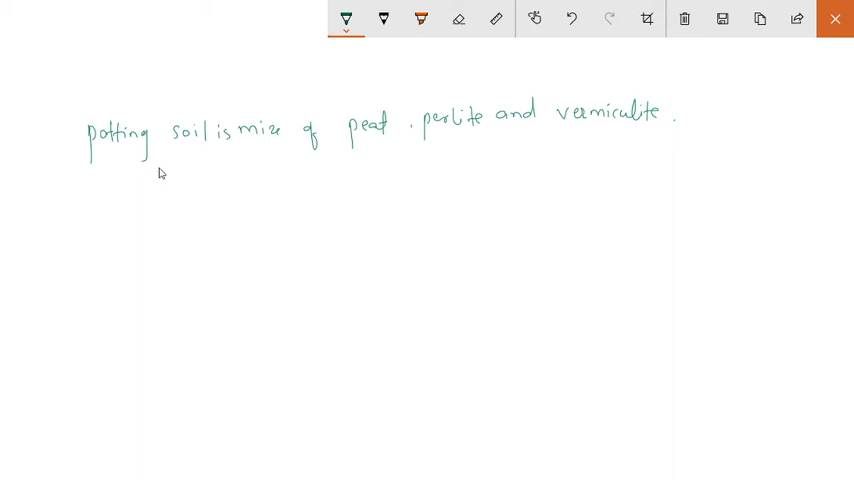 potting soil is mix of peat . perlite and vermiculite .